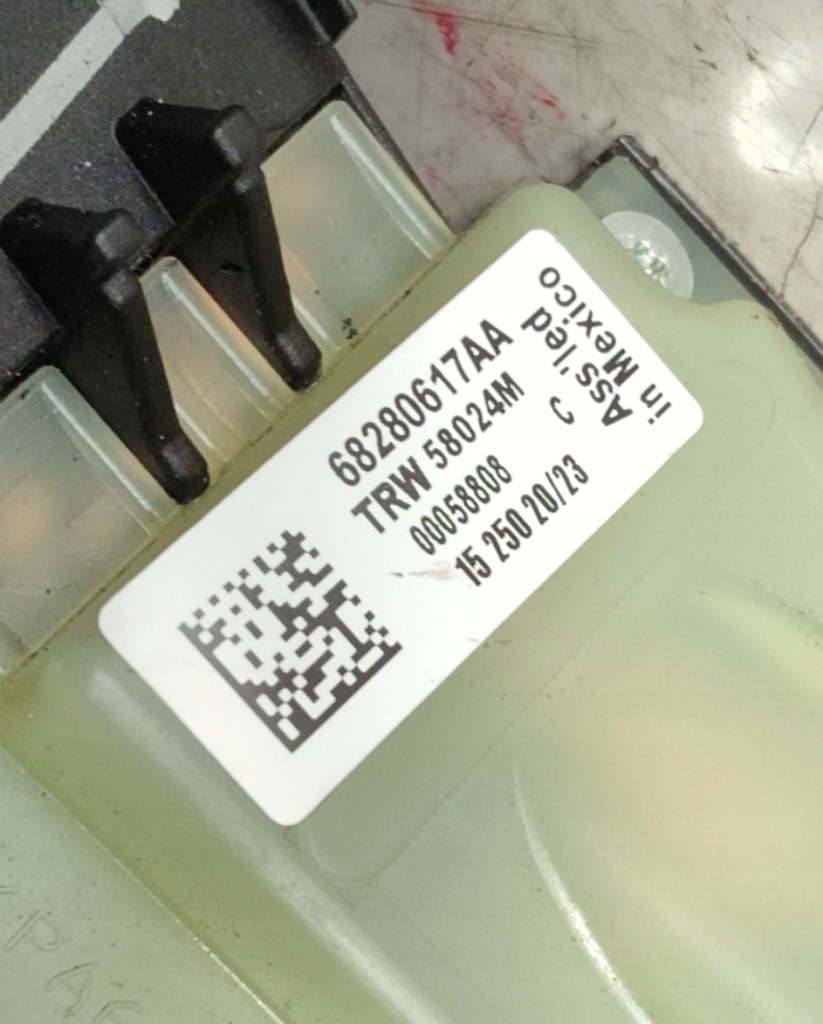 68280617AA
TRW 58024M
00058808
15 250 20/23
C
Ass'led
in Mexico